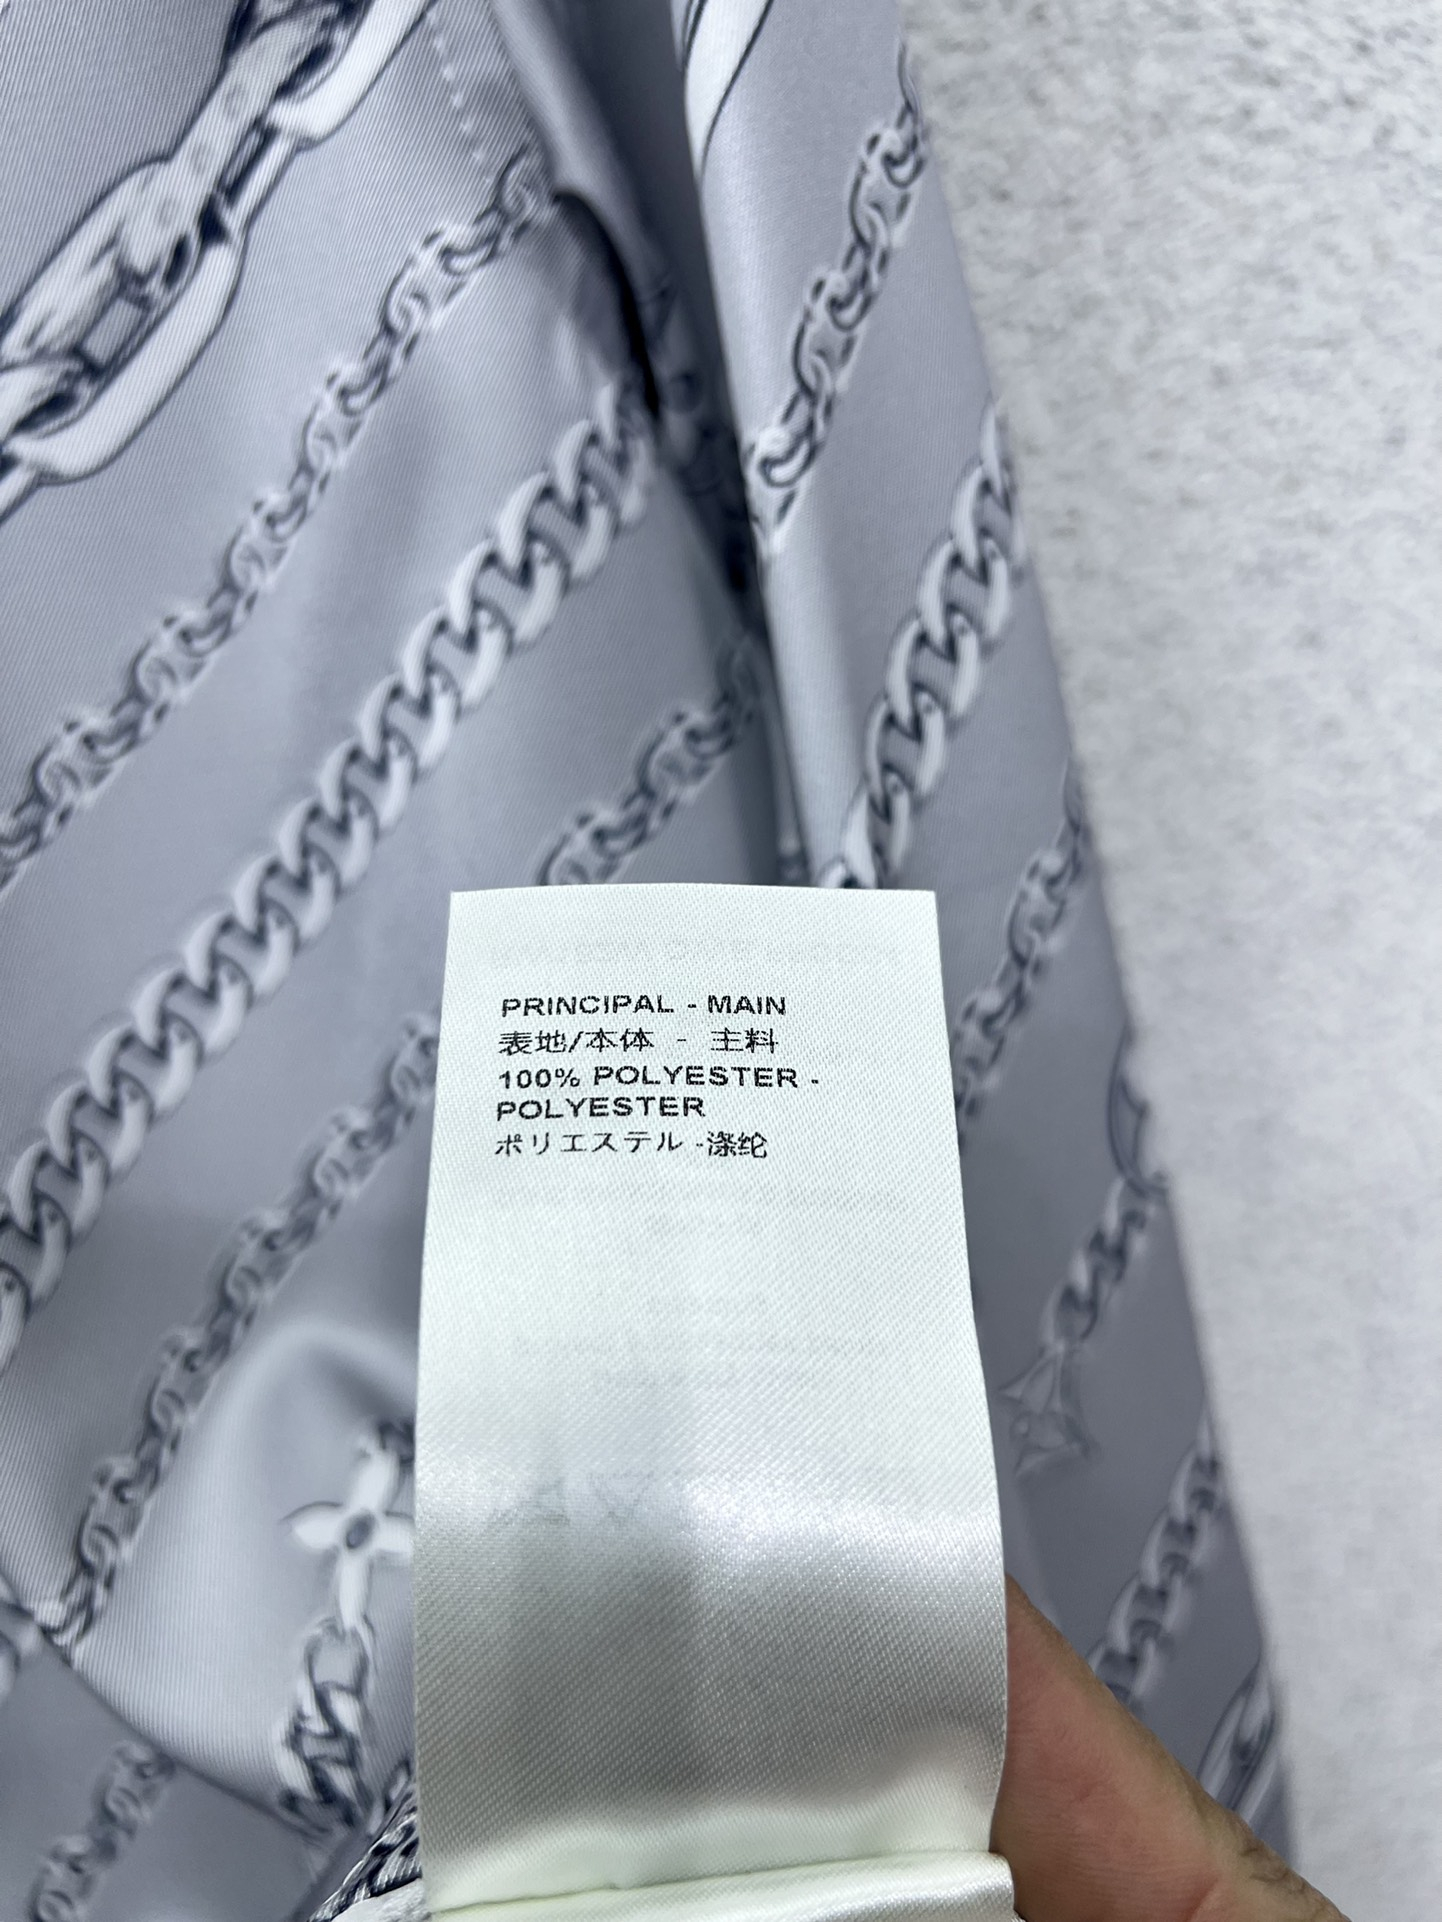 PRINCIPAL - MAIN
表地/本体 - 主料
100% POLYESTER -
POLYESTER
ポリエステル -涤纶